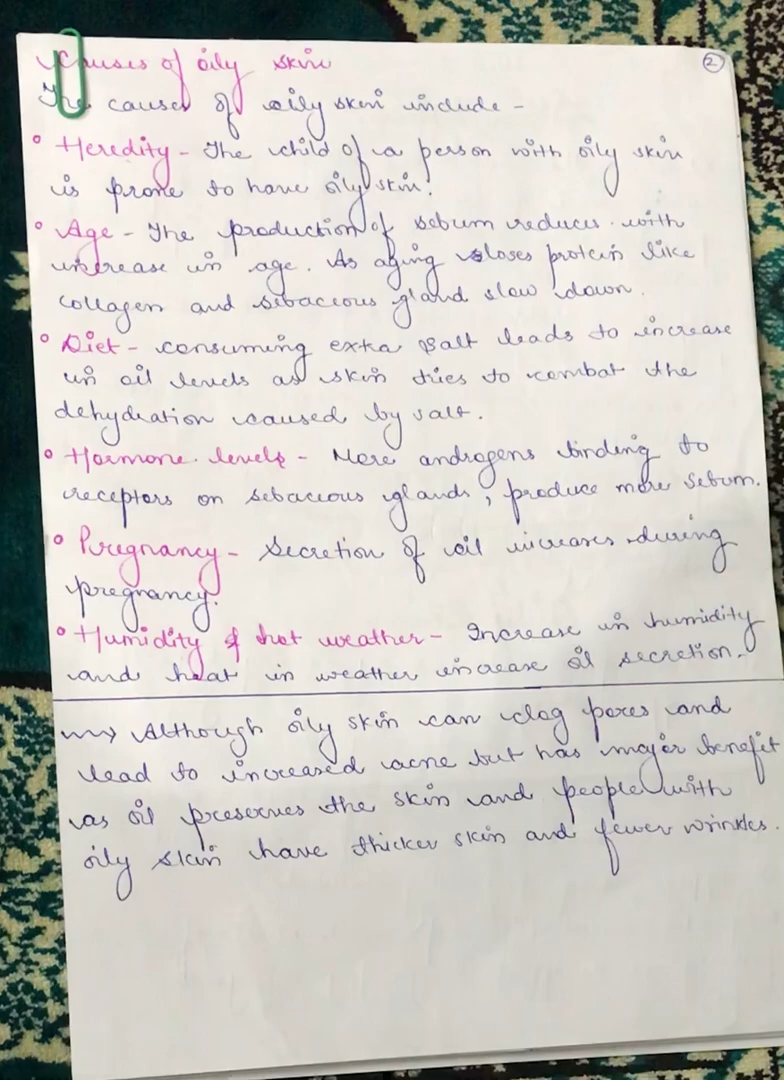 Causes of oily skin
2
The causes of oily skin include -
Heredity - The child of a person with oily skin
is prone to have oily skin.
Age - The production of sebum reduces with
increase in age. As aging loses protein like
collagen and sebaceous gland slow down.
Diet - consuming extra salt leads to increase
in oil levels as skin tries to combat the
dehydration caused by salt.
Hormone levels - More androgens binding to
receptors on sebaceous glands, produce more sebum.
Pregnancy - Secretion of oil increases during
pregnancy.
Humidity & hot weather - Increase in humidity
and heat in weather increase oil secretion.
Although oily skin can clog pores and
lead to increased acne but has major benefit
as oil preserves the skin and people with
oily skin have thicker skin and fewer wrinkles.